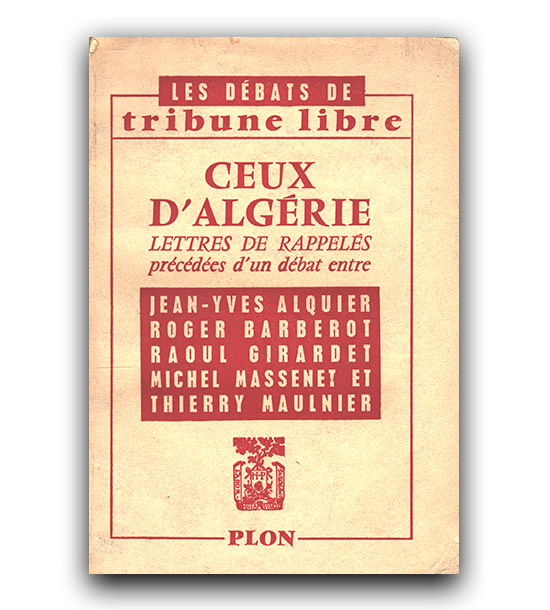 LES DÉBATS DE
tribune libre
CEUX
D'ALGÉRIE
LETTRES DE RAPPELÉS
précédées d'un débat entre
JEAN-YVES ALQUIER
ROGER BARBEROT
RAOUL GIRARDET
MICHEL MASSENET ET
THIERRY MAULNIER
PLON